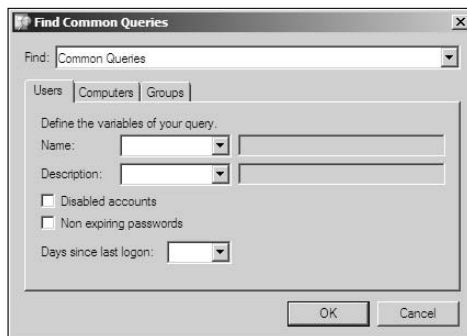 Find Common Queries
Find: Common Queries
Users Computers Groups
Define the variables of your query.
Name:
Description:
Disabled accounts
Non expiring passwords
Days since last logon:
OK Cancel